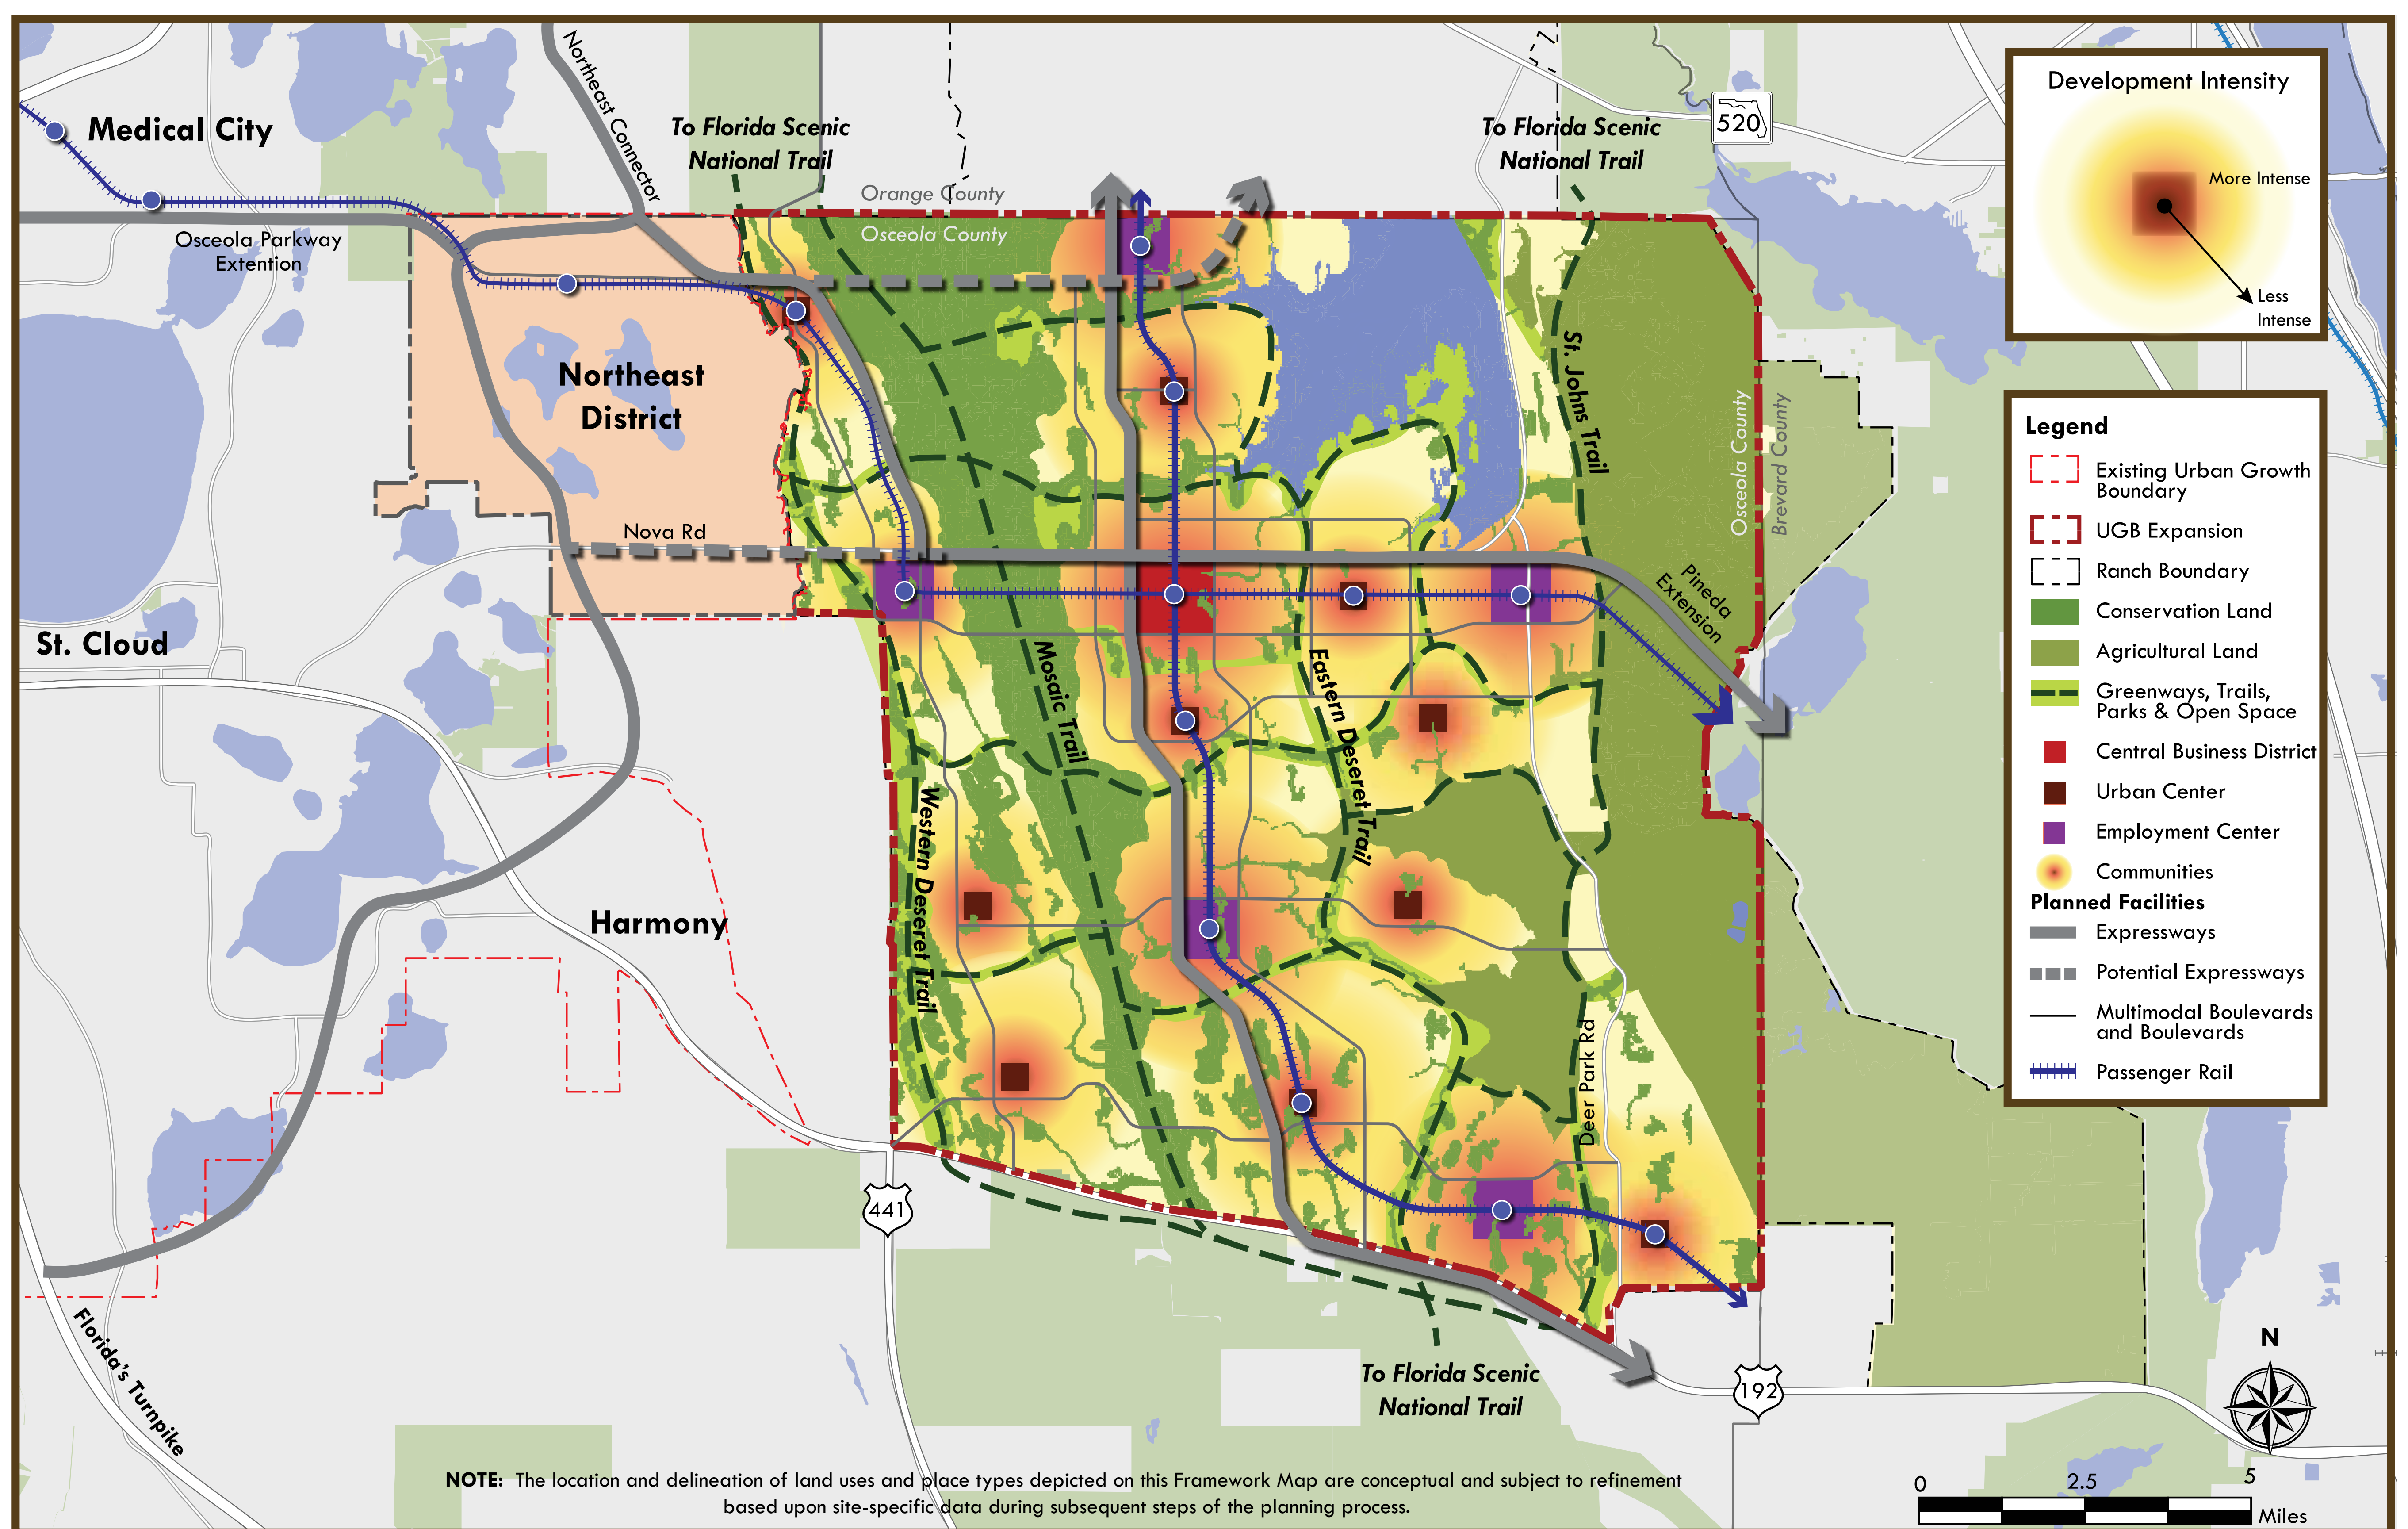 Medical City
Northeast Connector
To Florida Scenic
National Trail
To Florida Scenic
National Trail
520
Orange County
Osceola County
Osceola Parkway
Extention
Northeast
District
St. Johns Trail
Osceola County
Brevard County
Nova Rd
Pineda
Extension
St. Cloud
Mosaic Trail
Eastern Deseret Trail
Western Deseret Trail
Harmony
Deer Park Rd
441
Florida's Turnpike
To Florida Scenic
National Trail
192
Development Intensity
More Intense
Less
Intense
Legend
Existing Urban Growth
Boundary
UGB Expansion
Ranch Boundary
Conservation Land
Agricultural Land
Greenways, Trails,
Parks & Open Space
Central Business District
Urban Center
Employment Center
Communities
Planned Facilities
Expressways
Potential Expressways
Multimodal Boulevards
and Boulevards
Passenger Rail
N
0 2.5 5
Miles
NOTE: The location and delineation of land uses and place types depicted on this Framework Map are conceptual and subject to refinement
based upon site-specific data during subsequent steps of the planning process.